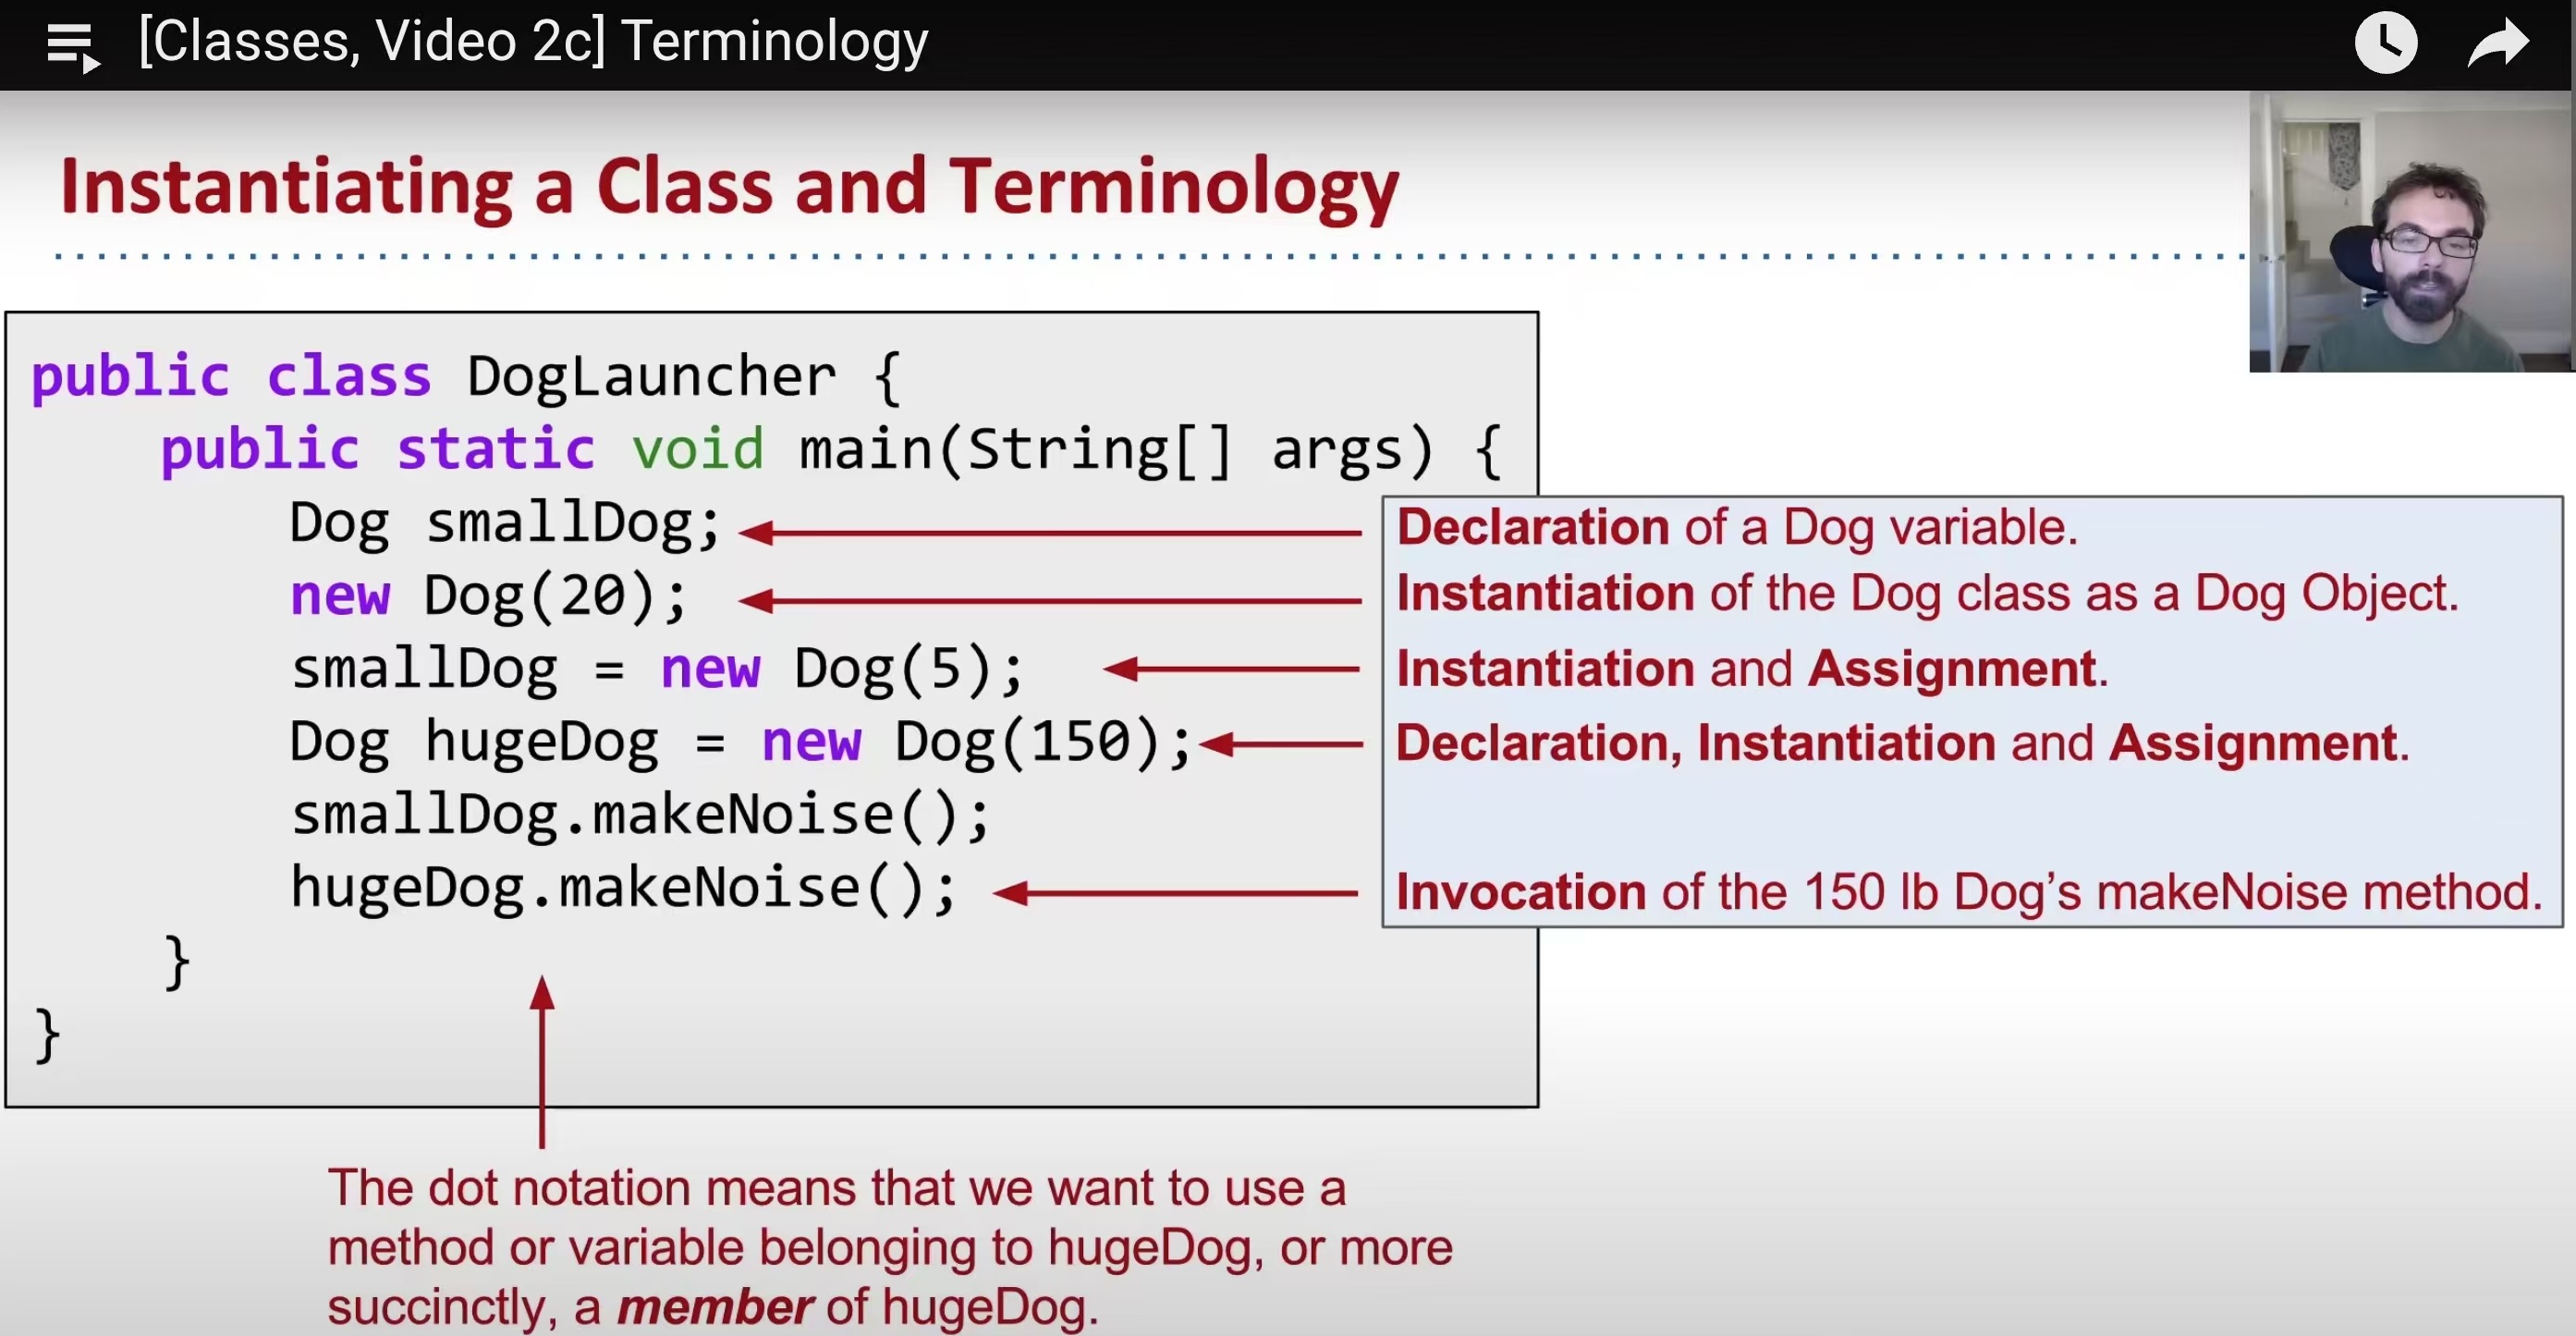 [Classes, Video 2c] Terminology
Instantiating a Class and Terminology
public class DogLauncher {
public static void main(String[] args) {
Dog smallDog;
Declaration of a Dog variable.
new Dog(20);
Instantiation of the Dog class as a Dog Object.
smallDog = new Dog(5);
Instantiation and Assignment.
Dog hugeDog = new Dog(150);
Declaration, Instantiation and Assignment.
smallDog.makeNoise();
hugeDog.makeNoise();
Invocation of the 150 lb Dog’s makeNoise method.
}
}
The dot notation means that we want to use a
method or variable belonging to hugeDog, or more
succinctly, a member of hugeDog.